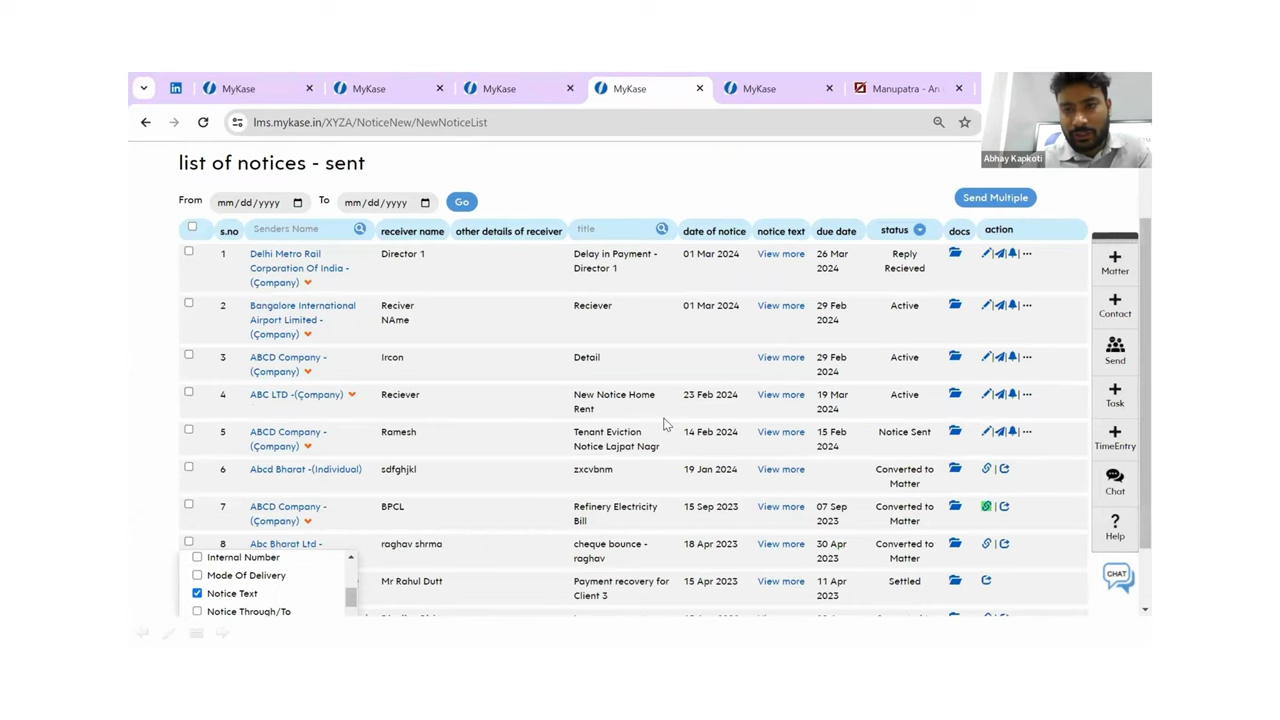 MyKase
MyKase
MyKase
MyKase
MyKase
Manupatra - An
lms.mykase.in/XYZA/NoticeNew/NewNoticeList
Abhay Kapkoti
list of notices - sent
From mm/dd/yyyy To mm/dd/yyyy Go
Send Multiple
s.no Senders Name receiver name other details of receiver title date of notice notice text due date status docs action
1 Delhi Metro Rail Director 1 Delay in Payment - 01 Mar 2024 View more 26 Mar Reply
Corporation Of India - Director 1 2024 Recieved
(Çompany)
2 Bangalore International Reciver Reciever 01 Mar 2024 View more 29 Feb Active
Airport Limited - NAme 2024
(Çompany)
3 ABCD Company - Ircon Detail View more 29 Feb Active
(Çompany) 2024
4 ABC LTD -(Çompany) Reciever New Notice Home 23 Feb 2024 View more 19 Mar Active
Rent 2024
5 ABCD Company - Ramesh Tenant Eviction 14 Feb 2024 View more 15 Feb Notice Sent
(Çompany) Notice Lajpat Nagr 2024
6 Abcd Bharat -(Individual) sdfghjkl zxcvbnm 19 Jan 2024 View more Converted to
Matter
7 ABCD Company - BPCL Refinery Electricity 15 Sep 2023 View more 07 Sep Converted to
(Çompany) Bill 2023 Matter
8 Abc Bharat Ltd - raghav shrma cheque bounce - 18 Apr 2023 View more 30 Apr Converted to
raghav 2023 Matter
Mr Rahul Dutt Payment recovery for 15 Apr 2023 View more 11 Apr Settled
Client 3 2023
Internal Number
Mode Of Delivery
Notice Text
Notice Through/To
Matter
Contact
Send
Task
TimeEntry
Chat
Help
CHAT